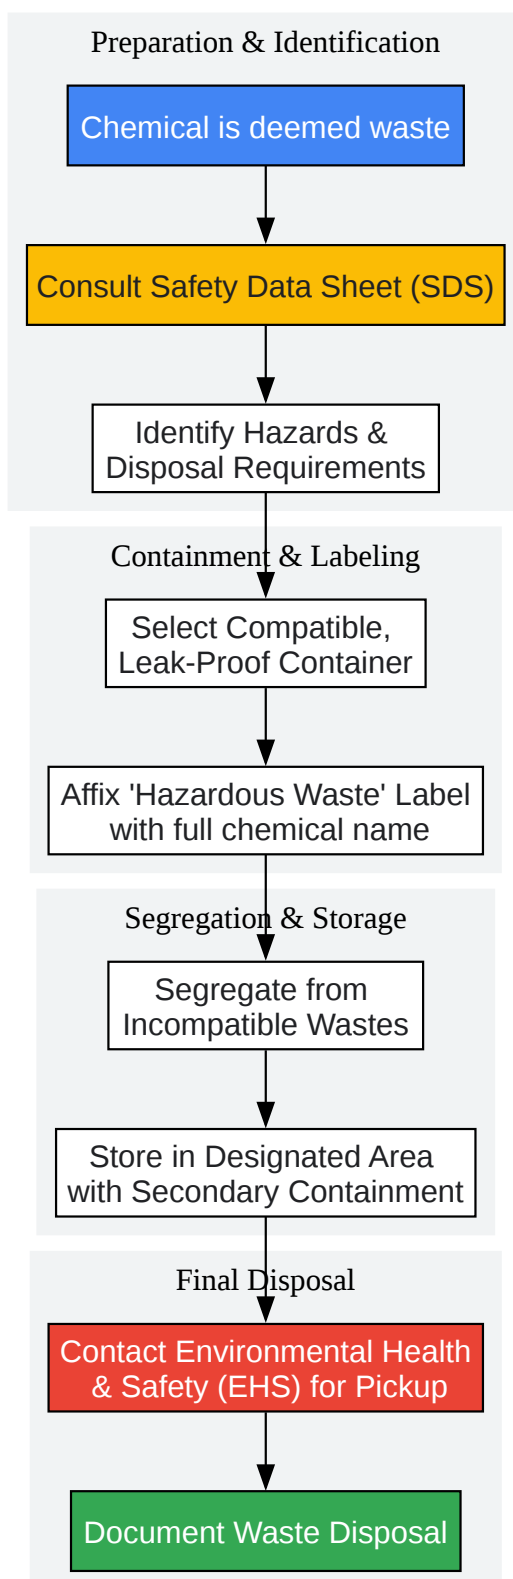 Preparation & Identification
Chemical is deemed waste
Consult Safety Data Sheet (SDS)
Identify Hazards &
Disposal Requirements
Containment & Labeling
Select Compatible,
Leak-Proof Container
Affix 'Hazardous Waste' Label
with full chemical name
Segregation & Storage
Segregate from
Incompatible Wastes
Store in Designated Area
with Secondary Containment
Final Disposal
Contact Environmental Health
& Safety (EHS) for Pickup
Document Waste Disposal